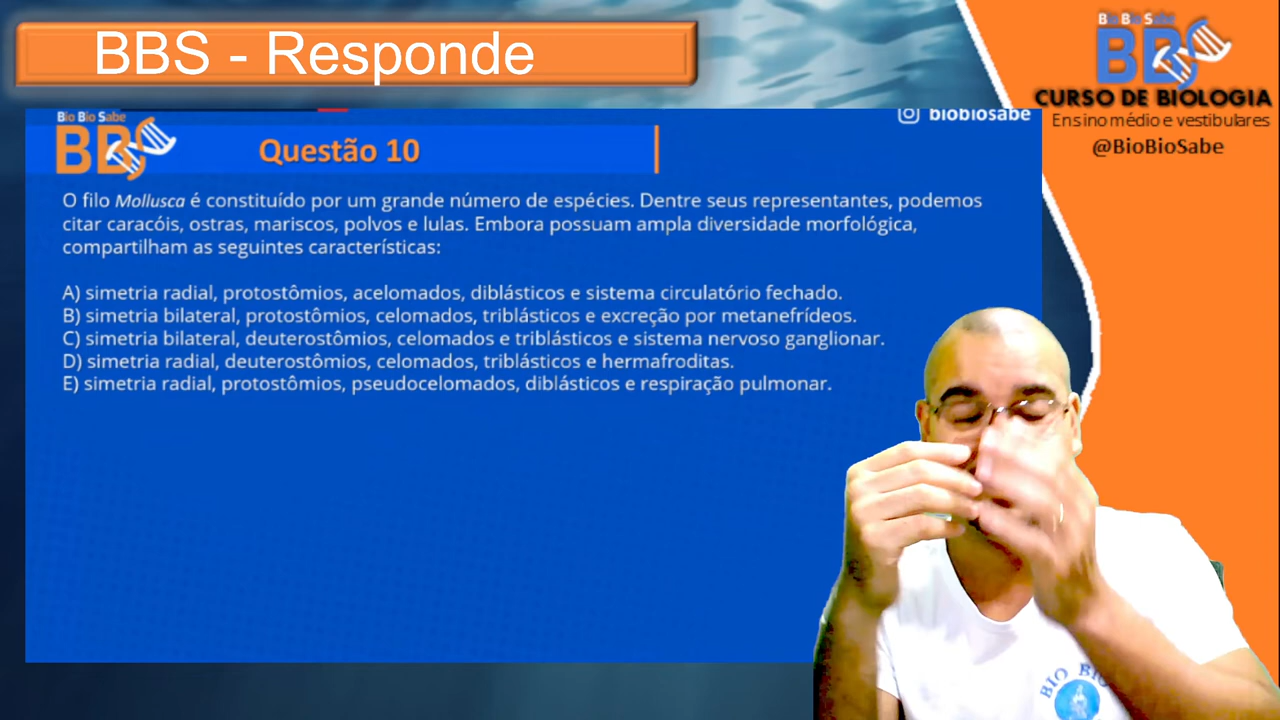 BBS - Responde
Bio Bio Sabe
BBS
CURSO DE BIOLOGIA
Ensino médio e vestibulares
@BioBioSabe
biobiosabe
Bio Bio Sabe
BBS
Questão 10
O filo Mollusca é constituído por um grande número de espécies. Dentre seus representantes, podemos
citar caracóis, ostras, mariscos, polvos e lulas. Embora possuam ampla diversidade morfológica,
compartilham as seguintes características:
A) simetria radial, protostômios, acelomados, diblásticos e sistema circulatório fechado.
B) simetria bilateral, protostômios, celomados, triblásticos e excreção por metanefrídeos.
C) simetria bilateral, deuterostômios, celomados e triblásticos e sistema nervoso ganglionar.
D) simetria radial, deuterostômios, celomados, triblásticos e hermafroditas.
E) simetria radial, protostômios, pseudocelomados, diblásticos e respiração pulmonar.
BIO BIO